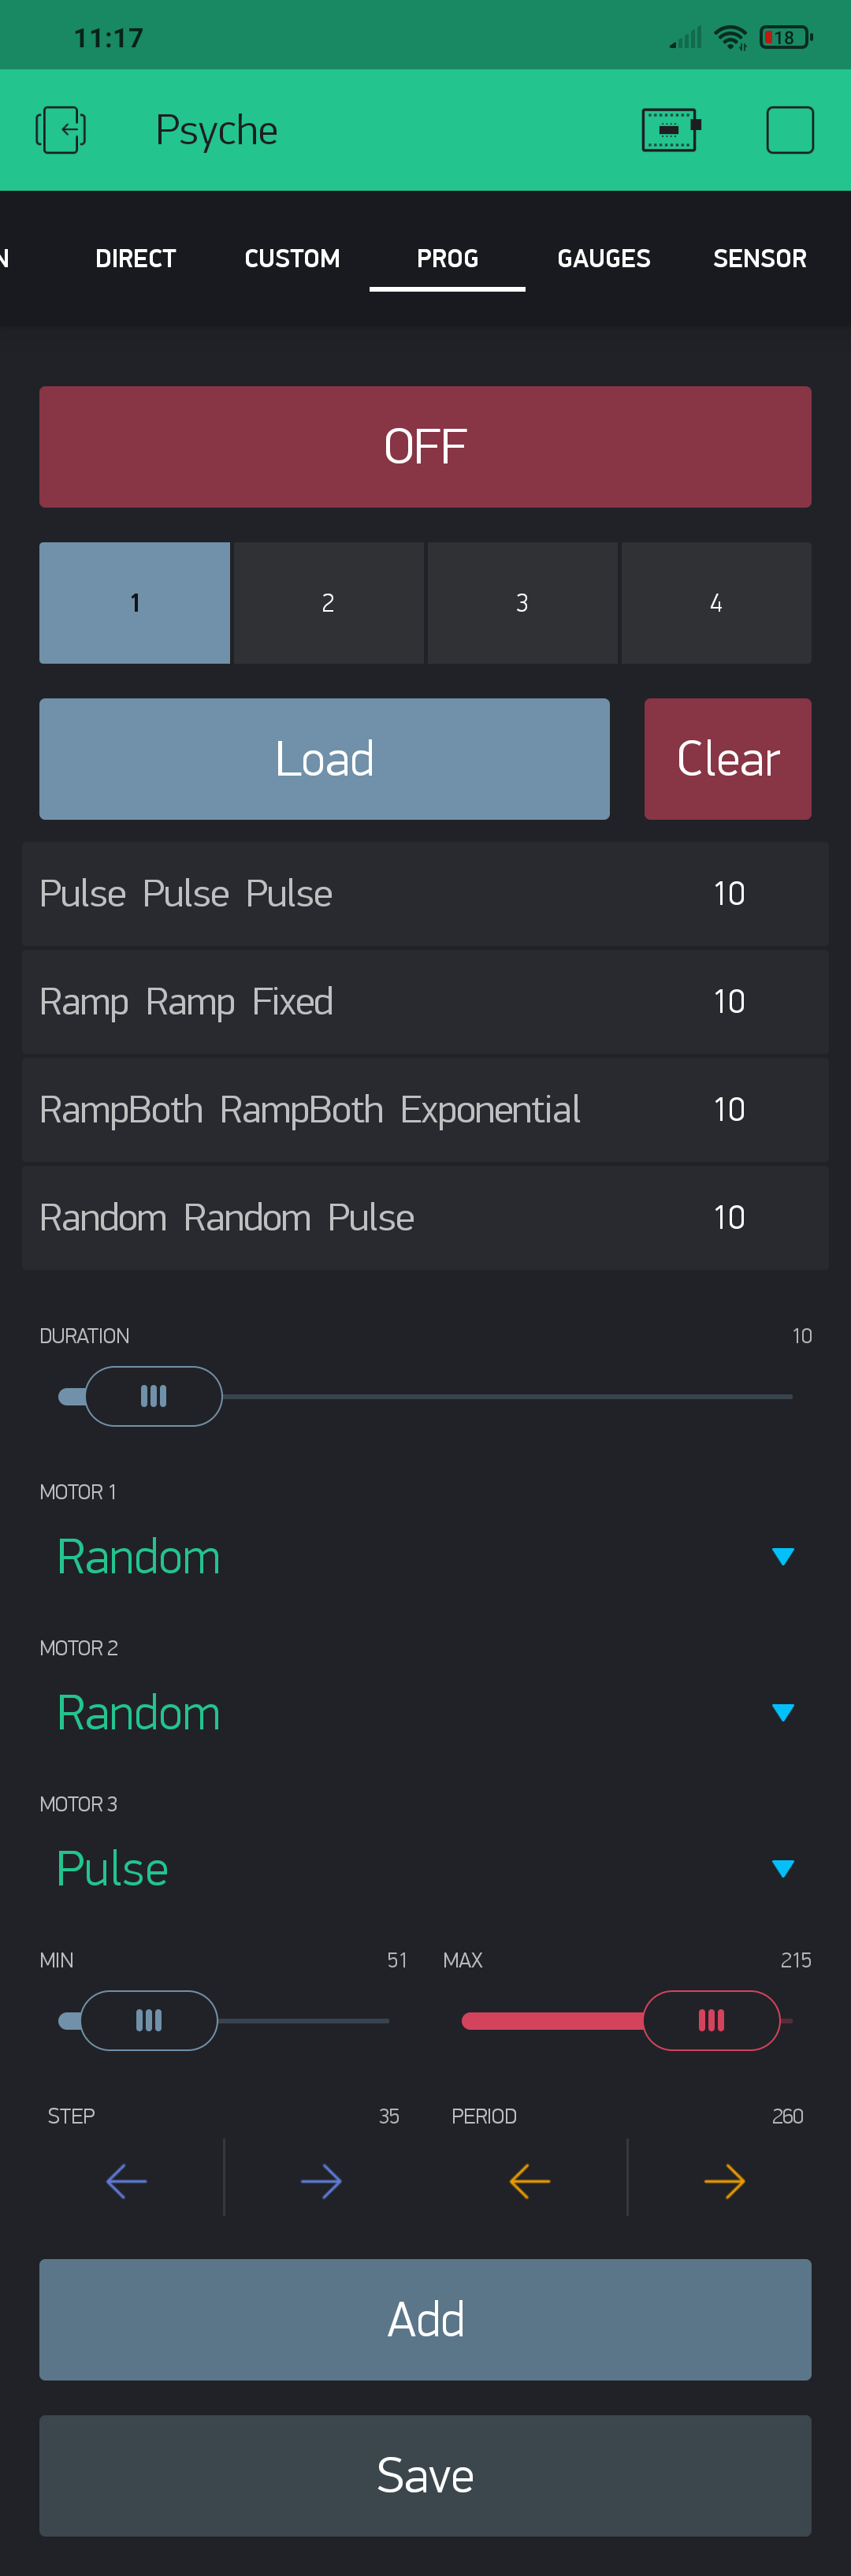 11:17 18
Psyche
N DIRECT CUSTOM PROG GAUGES SENSOR
OFF
1 2 3 4
Load Clear
Pulse Pulse Pulse 10
Ramp Ramp Fixed 10
RampBoth RampBoth Exponential 10
Random Random Pulse 10
DURATION 10
MOTOR 1
Random
MOTOR 2
Random
MOTOR 3
Pulse
MIN 51 MAX 215
STEP 35 PERIOD 260
Add
Save